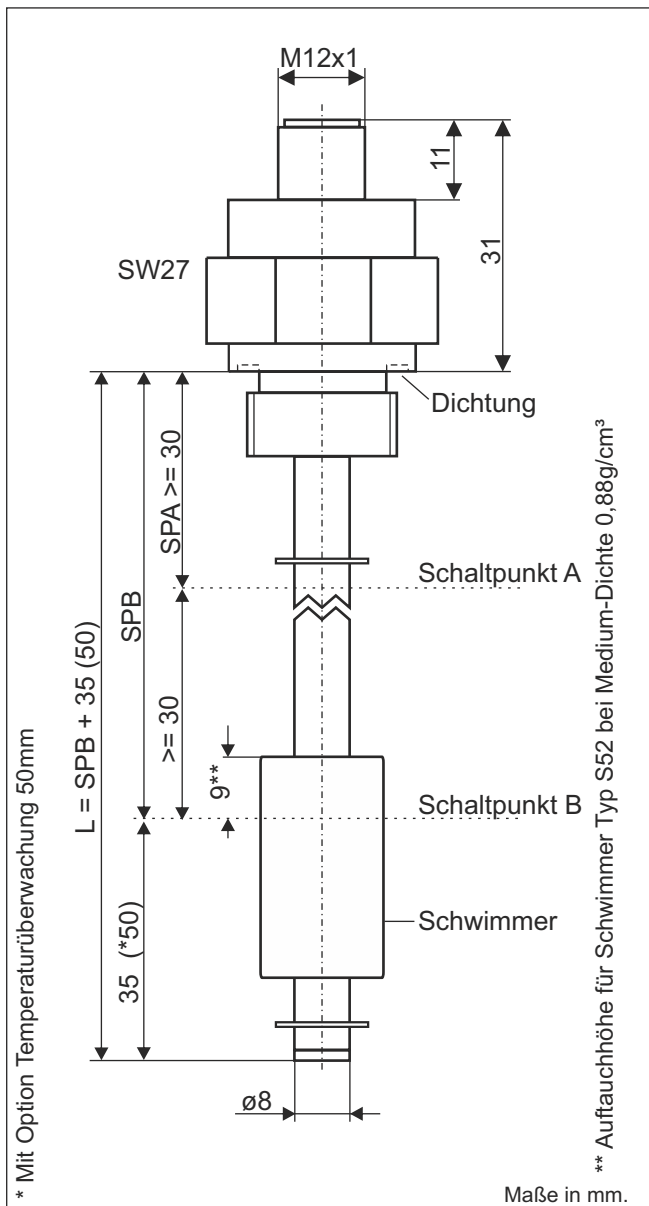 M12x1
11
31
SW27
Dichtung
SPA >= 30
Schaltpunkt A
SPB
L = SPB + 35 (50)
>= 30
9**
Schaltpunkt B
35 (*50)
Schwimmer
ø8
* Mit Option Temperaturüberwachung 50mm
** Auftauchhöhe für Schwimmer Typ S52 bei Medium-Dichte 0,88g/cm³
Maße in mm.